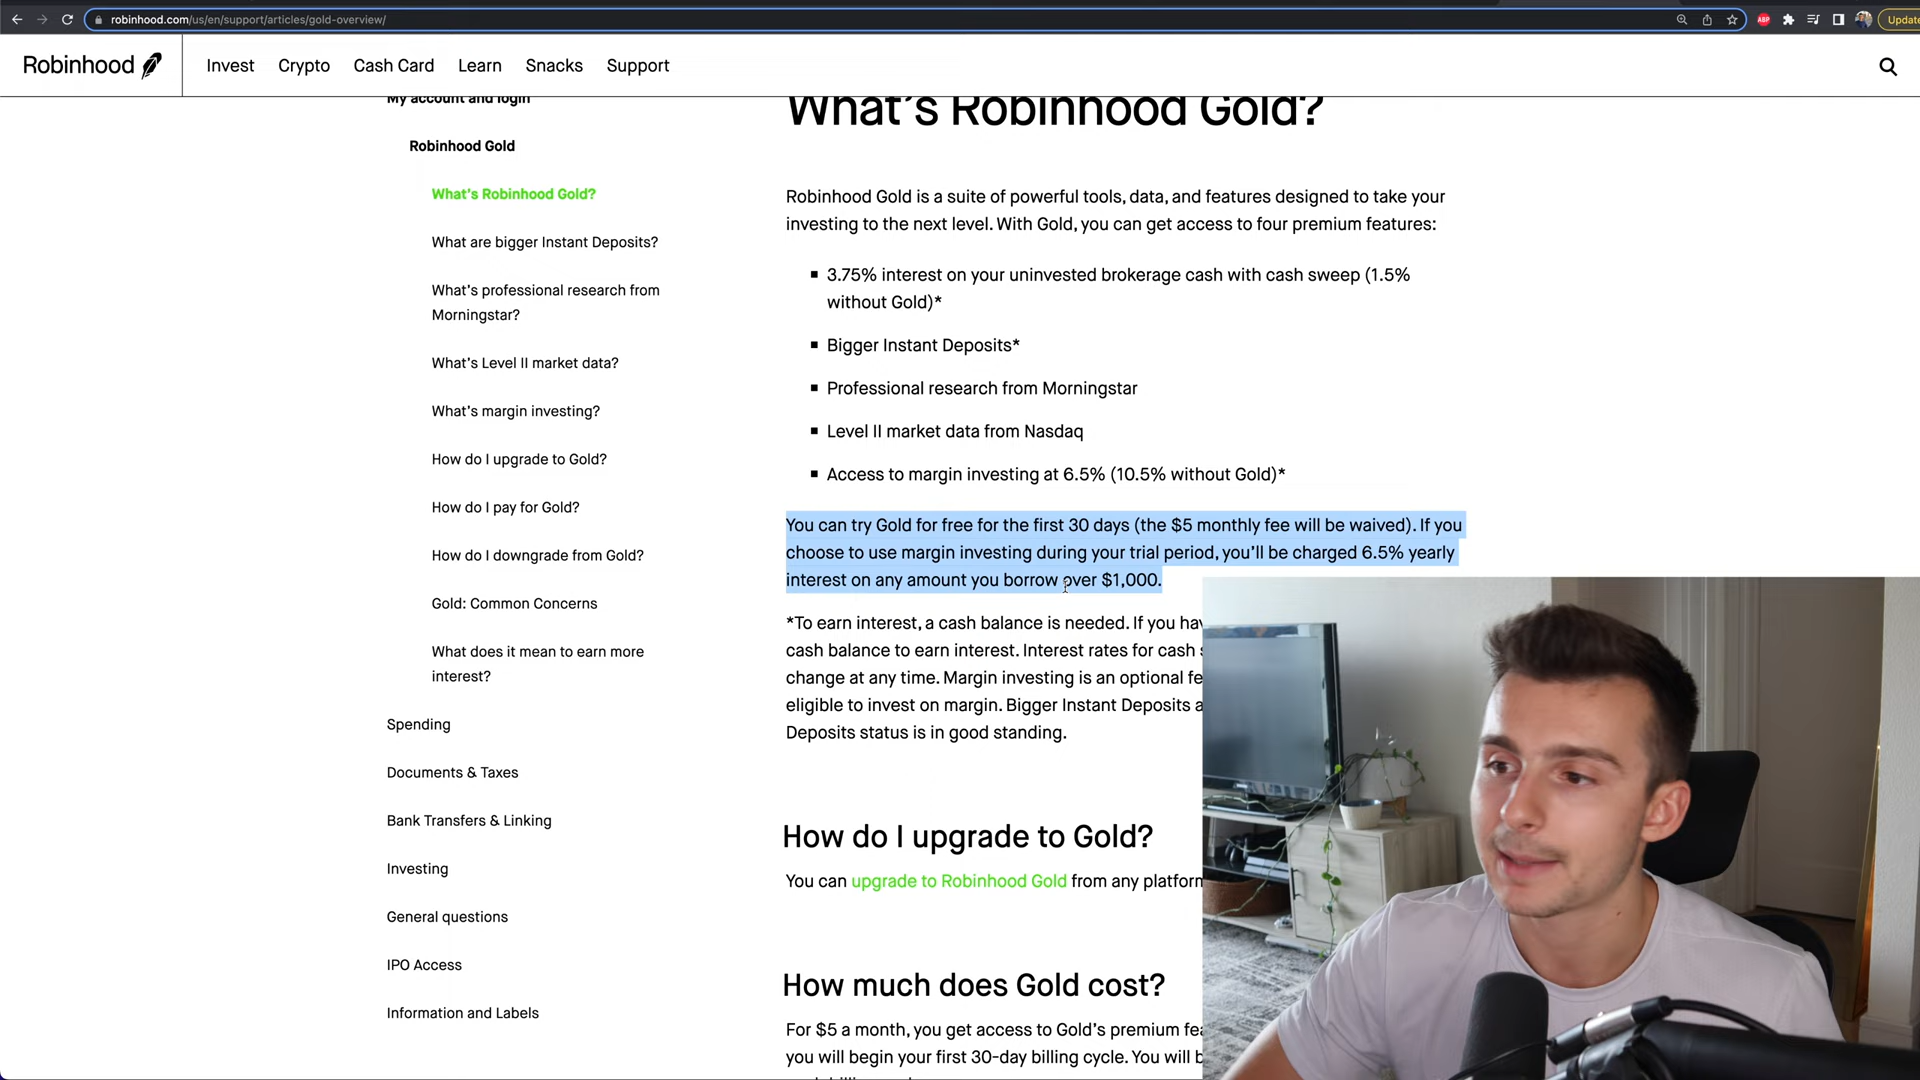 robinhood.com/us/en/support/articles/gold-overview/
ABP
Update
Robinhood
Invest
Crypto
Cash Card
Learn
Snacks
Support
My account and login
Robinhood Gold
What's Robinhood Gold?
What are bigger Instant Deposits?
What's professional research from
Morningstar?
What's Level II market data?
What's margin investing?
How do I upgrade to Gold?
How do I pay for Gold?
How do I downgrade from Gold?
Gold: Common Concerns
What does it mean to earn more
interest?
Spending
Documents & Taxes
Bank Transfers & Linking
Investing
General questions
IPO Access
Information and Labels
What's Robinhood Gold?
Robinhood Gold is a suite of powerful tools, data, and features designed to take your
investing to the next level. With Gold, you can get access to four premium features:
3.75% interest on your uninvested brokerage cash with cash sweep (1.5%
without Gold)*
Bigger Instant Deposits*
Professional research from Morningstar
Level II market data from Nasdaq
Access to margin investing at 6.5% (10.5% without Gold)*
You can try Gold for free for the first 30 days (the $5 monthly fee will be waived). If you
choose to use margin investing during your trial period, you'll be charged 6.5% yearly
interest on any amount you borrow over $1,000.
*To earn interest, a cash balance is needed. If you hav
cash balance to earn interest. Interest rates for cash
change at any time. Margin investing is an optional fe
eligible to invest on margin. Bigger Instant Deposits a
Deposits status is in good standing.
How do I upgrade to Gold?
You can upgrade to Robinhood Gold from any platform
How much does Gold cost?
For $5 a month, you get access to Gold's premium fea
you will begin your first 30-day billing cycle. You will b